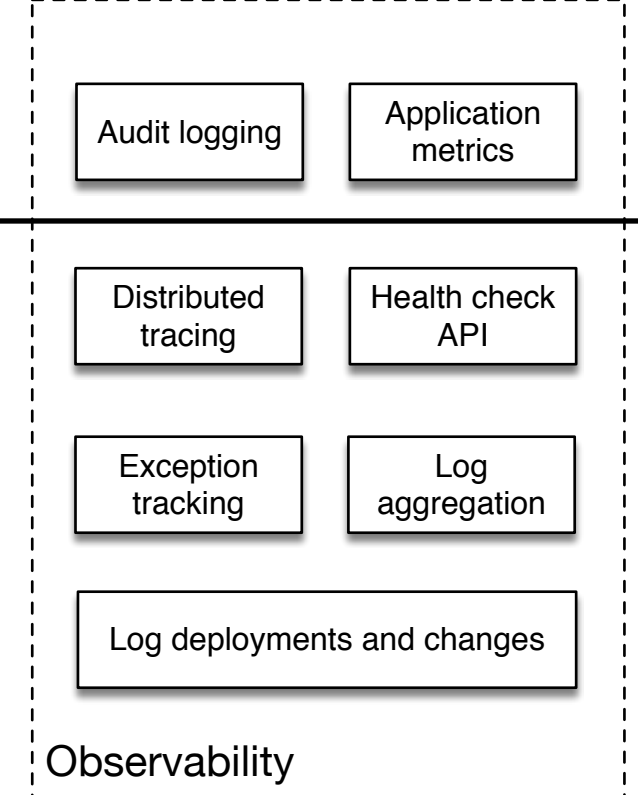 Audit logging
Application
metrics
Distributed
tracing
Health check
API
Exception
tracking
Log
aggregation
Log deployments and changes
Observability